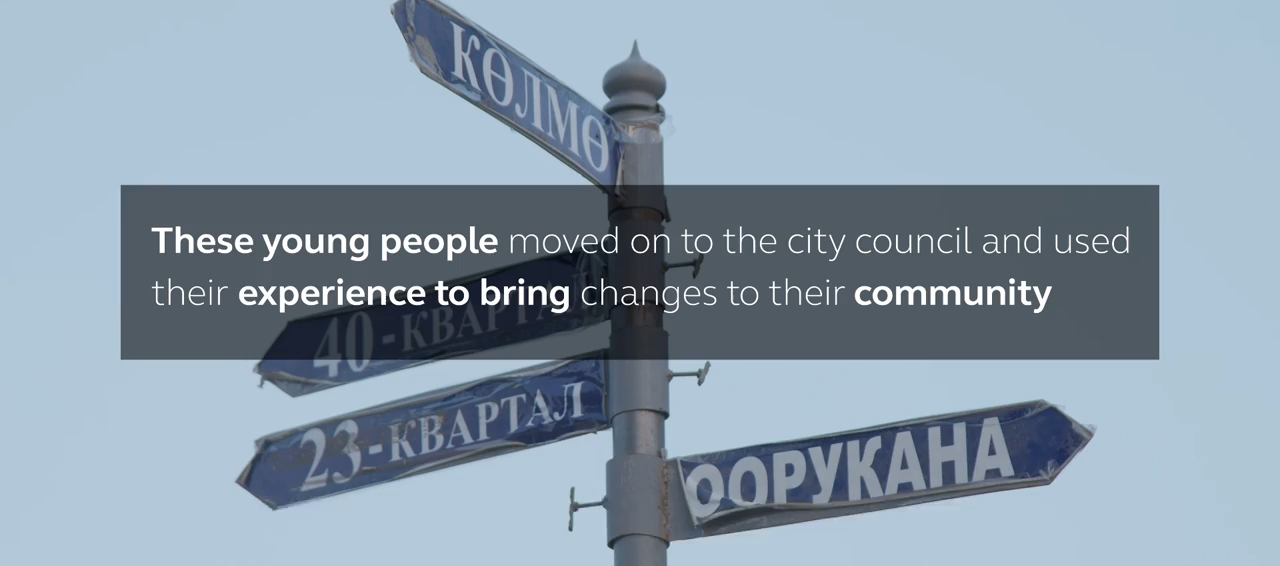 КӨЛМӨ
These young people moved on to the city council and used
their experience to bring changes to their community
40-КВАРТАЛ
23-КВАРТАЛ
ООРУКАНА